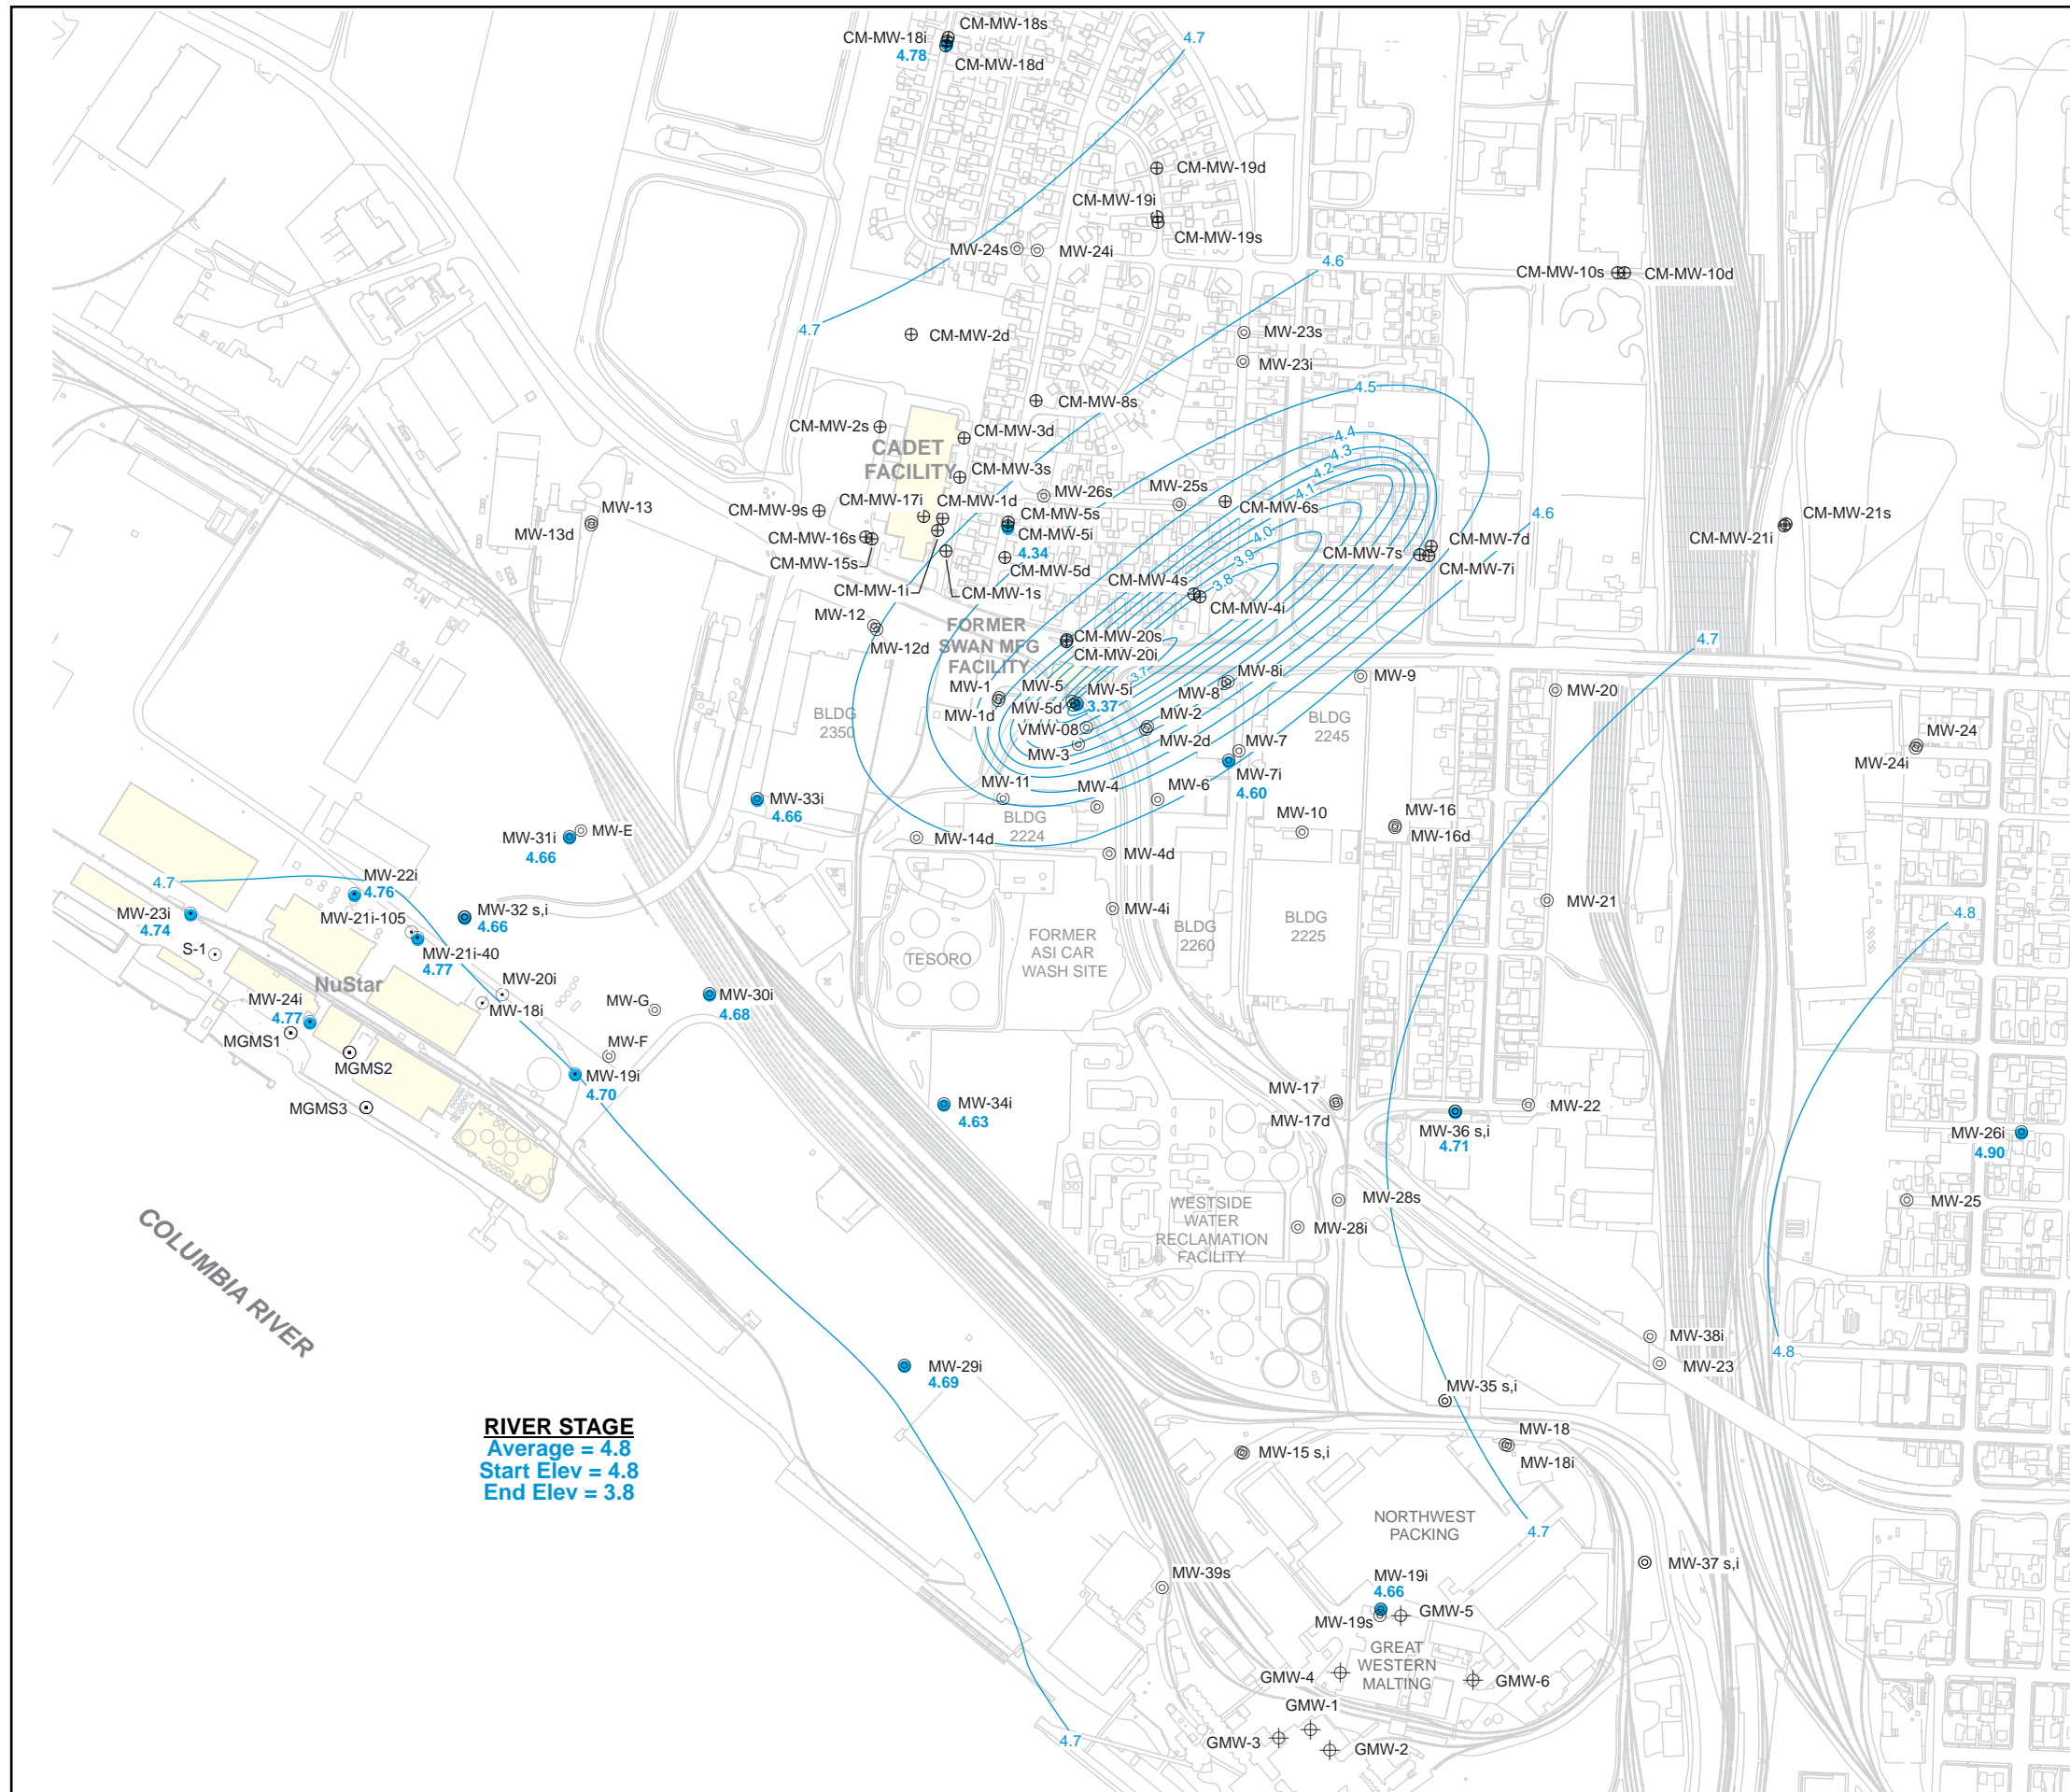 CM-MW-18s
CM-MW-18i
4.78
CM-MW-18d
4.7
CM-MW-19d
CM-MW-19i
CM-MW-19s
MW-24s
MW-24i
4.6
CM-MW-10s
CM-MW-10d
4.7
CM-MW-2d
MW-23s
MW-23i
4.5
CM-MW-8s
CM-MW-2s
CADET
FACILITY
CM-MW-3d
4.4
4.3
4.2
4.1
4.0
3.9
3.8
3.7
CM-MW-3s
CM-MW-17i
CM-MW-1d
MW-26s
MW-25s
CM-MW-6s
CM-MW-9s
MW-13
MW-13d
CM-MW-5s
CM-MW-5i
4.34
CM-MW-5d
4.6
CM-MW-21s
CM-MW-21i
CM-MW-16s
CM-MW-15s
CM-MW-7s
CM-MW-7d
CM-MW-7i
CM-MW-1i
CM-MW-1s
CM-MW-4s
CM-MW-4i
MW-12
MW-12d
FORMER
SWAN MFG
FACILITY
CM-MW-20s
CM-MW-20i
4.7
MW-1
MW-1d
MW-5
MW-5i
MW-5d
3.37
MW-8i
MW-8
MW-9
MW-20
BLDG
2350
VMW-08
MW-3
MW-2
MW-2d
BLDG
2245
MW-7
MW-7i
4.60
MW-24
MW-24i
MW-11
MW-4
MW-6
MW-33i
4.66
BLDG
2224
MW-10
MW-16
MW-16d
MW-E
MW-31i
4.66
MW-14d
MW-4d
4.7
MW-22i
4.76
MW-21i-105
MW-23i
4.74
MW-32 s,i
4.66
MW-4i
MW-21
4.8
S-1
MW-21i-40
4.77
BLDG
2260
BLDG
2225
FORMER
ASI CAR
WASH SITE
TESORO
NuStar
MW-20i
MW-18i
MW-30i
4.68
MW-24i
4.77
MW-G
MGMS1
MGMS2
MW-F
MW-19i
4.70
MGMS3
MW-34i
4.63
MW-17
MW-17d
MW-22
MW-36 s,i
4.71
MW-26i
4.90
MW-28s
MW-25
WESTSIDE
WATER
RECLAMATION
FACILITY
MW-28i
COLUMBIA RIVER
MW-38i
4.8
MW-23
MW-29i
4.69
MW-35 s,i
RIVER STAGE
Average = 4.8
Start Elev = 4.8
End Elev = 3.8
MW-18
MW-18i
MW-15 s,i
NORTHWEST
PACKING
4.7
MW-37 s,i
MW-39s
MW-19i
4.66
MW-19s
GMW-5
GREAT
WESTERN
MALTING
GMW-4
GMW-6
GMW-1
4.7
GMW-3
GMW-2